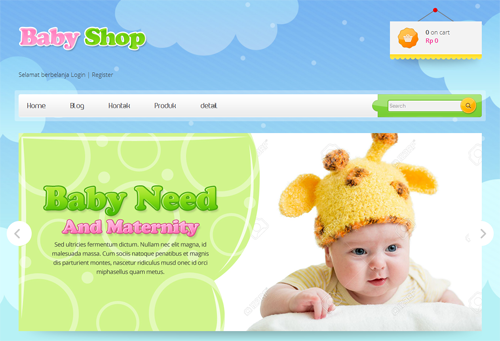 Baby Shop
0 on cart
Rp 0
Selamat berbelanja Login | Register
Home Blog Kontak Produk detail
Search
Baby Need
And Maternity
Sed ultricies fermentum dictum. Nullam nec elit magna, id
malesuada massa. Cum sociis natoque penatibus et magnis
dis parturient montes, nascetur ridiculus musd onec id orci
miphasellus quam metus.